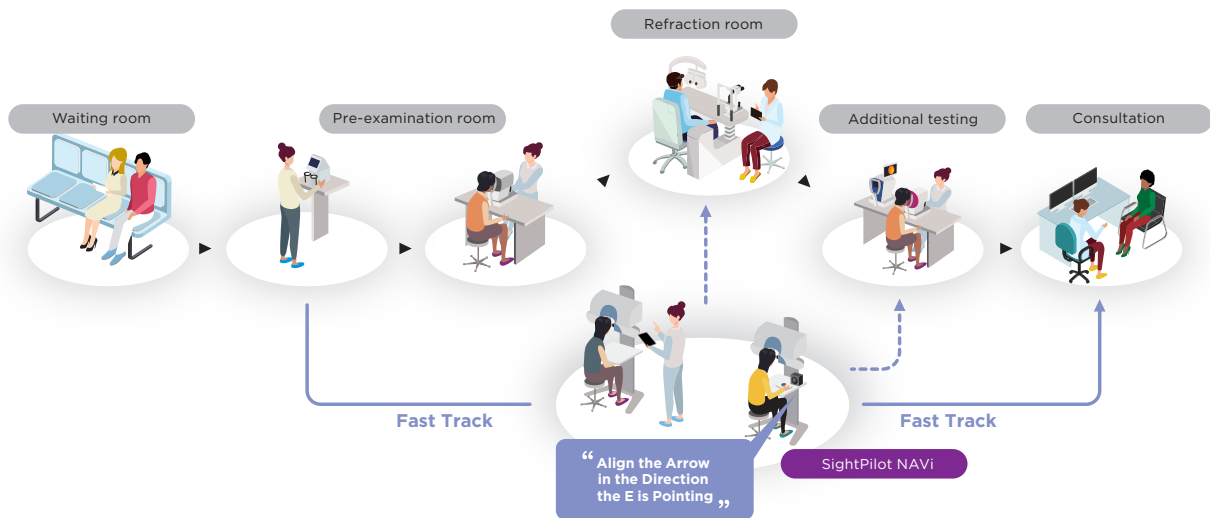 Refraction room
Waiting room
Pre-examination room
Additional testing
Consultation
Fast Track
Fast Track
SightPilot NAVi
“ Align the Arrow
in the Direction
the E is Pointing „